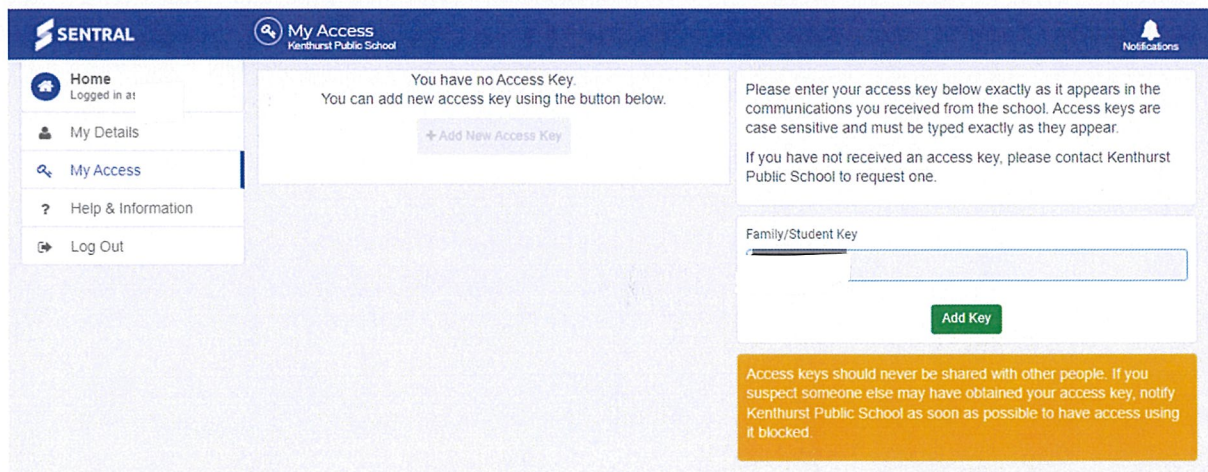 SENTRAL
My Access
Kenthurst Public School
Notifications
Home
Logged in as
My Details
My Access
? Help & Information
Log Out
You have no Access Key.
You can add new access key using the button below.
+ Add New Access Key
Please enter your access key below exactly as it appears in the
communications you received from the school. Access keys are
case sensitive and must be typed exactly as they appear.
If you have not received an access key, please contact Kenthurst
Public School to request one.
Family/Student Key
Add Key
Access keys should never be shared with other people. If you
suspect someone else may have obtained your access key, notify
Kenthurst Public School as soon as possible to have access using
it blocked.